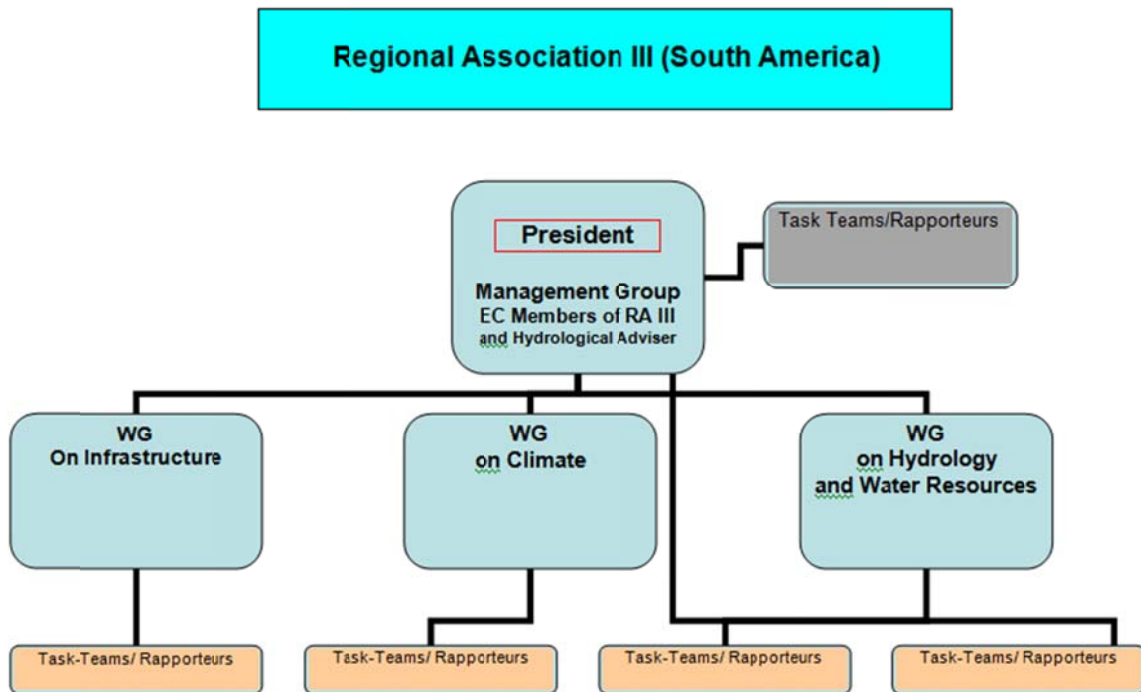 Regional Association III (South America)
President
Management Group
EC Members of RA III
and Hydrological Adviser
Task Teams/Rapporteurs
WG
On Infrastructure
WG
on Climate
WG
on Hydrology
and Water Resources
Task-Teams/ Rapporteurs
Task-Teams/ Rapporteurs
Task-Teams/ Rapporteurs
Task-Teams/ Rapporteurs